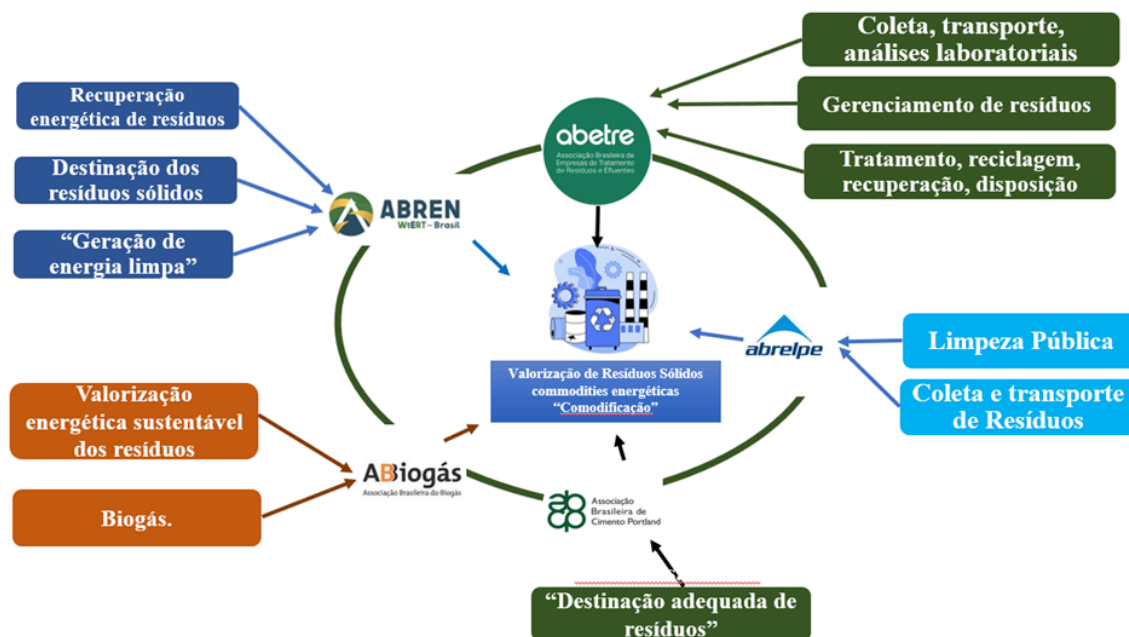 Coleta, transporte,
análises laboratoriais
Gerenciamento de resíduos
Tratamento, reciclagem,
recuperação, disposição
Recuperação
energética de resíduos
Destinação dos
resíduos sólidos
“Geração de
energia limpa”
abetre
Associação Brasileira de
Empresas de Tratamento
de Resíduos e Efluentes
ABREN
WtERT – Brasil
abrelpe
Limpeza Pública
Coleta e transporte
de Resíduos
Valorização de Resíduos Sólidos
commodities energéticas
“Comodificação”
Valorização
energética sustentável
dos resíduos
Biogás.
ABiogás
Associação Brasileira do Biogás
abcp
Associação
Brasileira de
Cimento Portland
“Destinação adequada de
resíduos”